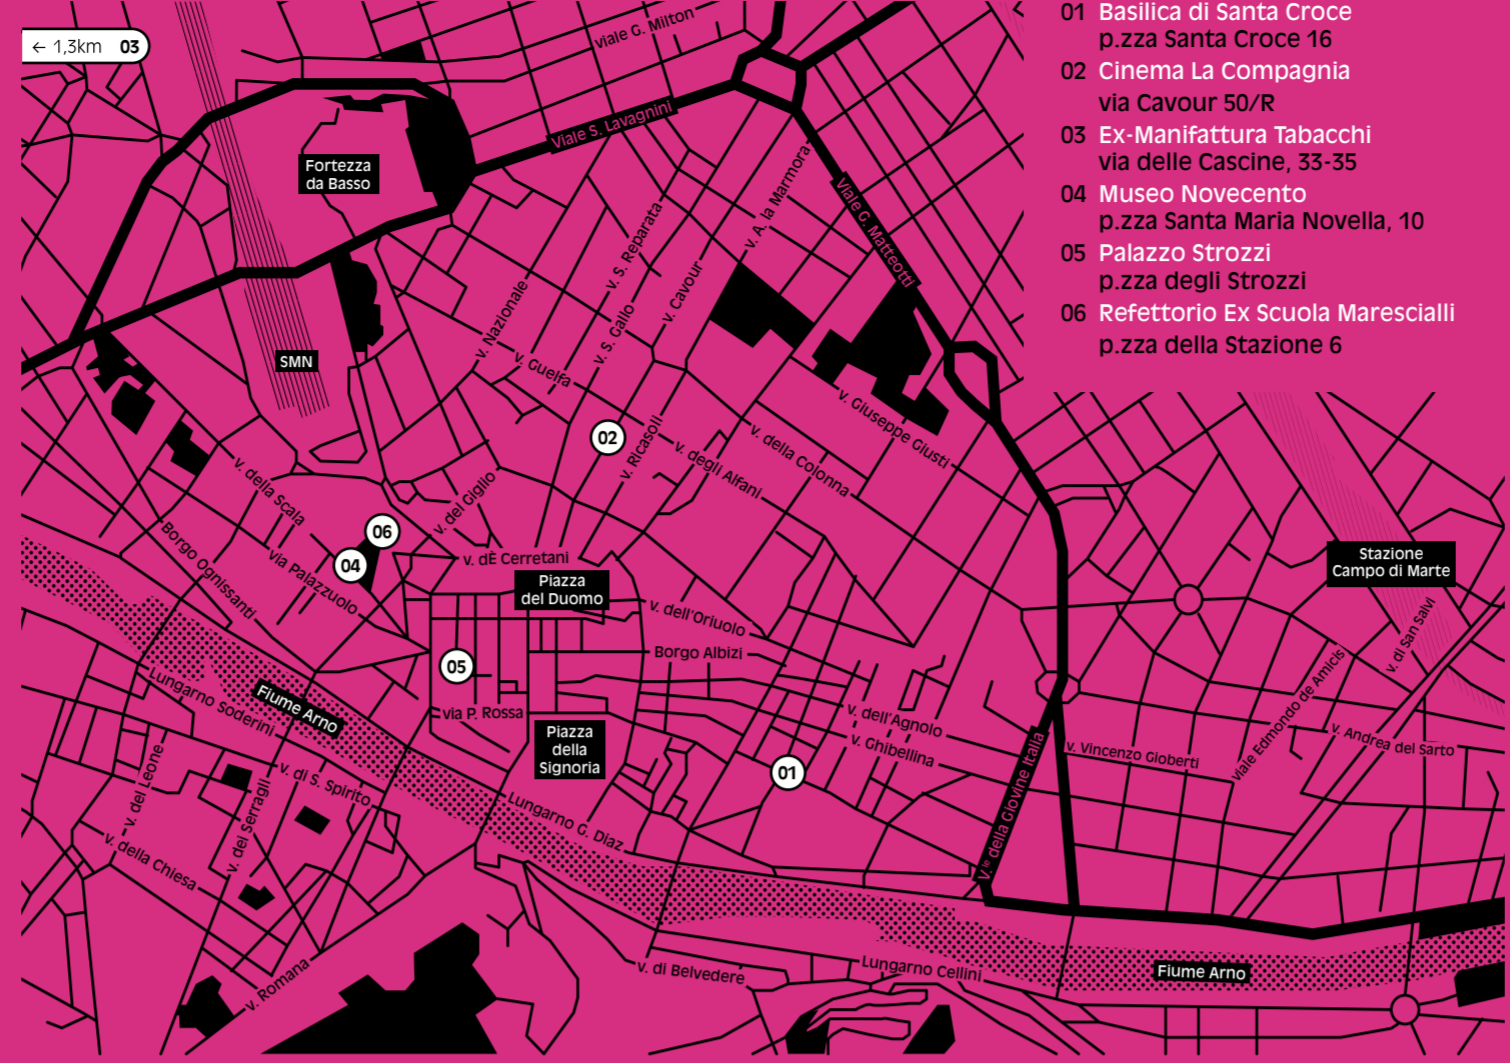 ← 1,3km 03
01 Basilica di Santa Croce
p.zza Santa Croce 16
02 Cinema La Compagnia
via Cavour 50/R
03 Ex-Manifattura Tabacchi
via delle Cascine, 33-35
04 Museo Novecento
p.zza Santa Maria Novella, 10
05 Palazzo Strozzi
p.zza degli Strozzi
06 Refettorio Ex Scuola Marescialli
p.zza della Stazione 6
viale G. Milton
Viale S. Lavagnini
Fortezza
da Basso
v. A. la Marmora
Viale G. Matteotti
v. S. Reparata
v. Cavour
v. Nazionale
v. S. Gallo
SMN
v. Guelfa
v. Giuseppe Giusti
02
v. Ricasoli
v. degli Alfani
v. della Colonna
v. della Scala
v. del Giglio
06
04
Borgo Ognissanti
via Palazzuolo
v. dÈ Cerretani
Piazza
del Duomo
Stazione
Campo di Marte
v. dell'Oriuolo
v. di San salvi
Borgo Albizi
05
viale Edmondo de Amicis
Lungarno Soderini
Fiume Arno
via P. Rossa
v. dell'Agnolo
v. Ghibellina
Piazza
della
Signoria
v. Vincenzo Gioberti
v. Andrea del Sarto
01
V.le della Giovine Italia
v. del Leone
v. di S. Spirito
v. del Serragli
Lungarno G. Diaz
v. della Chiesa
v. Romana
v. di Belvedere
Lungarno Cellini
Fiume Arno